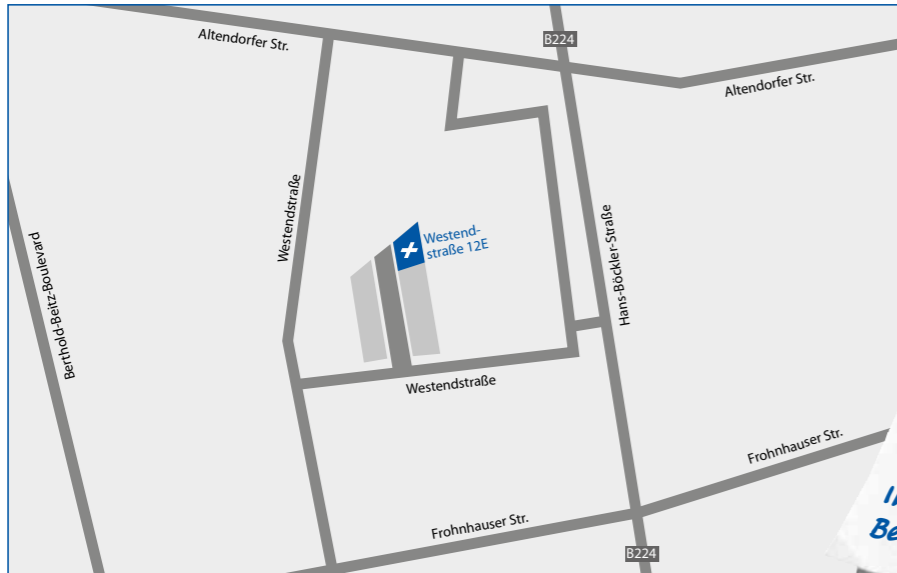 B224
Altendorfer Str.
Altendorfer Str.
Westendstraße
Westend-
straße 12E
Hans-Böckler-Straße
Berthold-Beitz-Boulevard
Westendstraße
Frohnhauser Str.
Frohnhauser Str.
B224